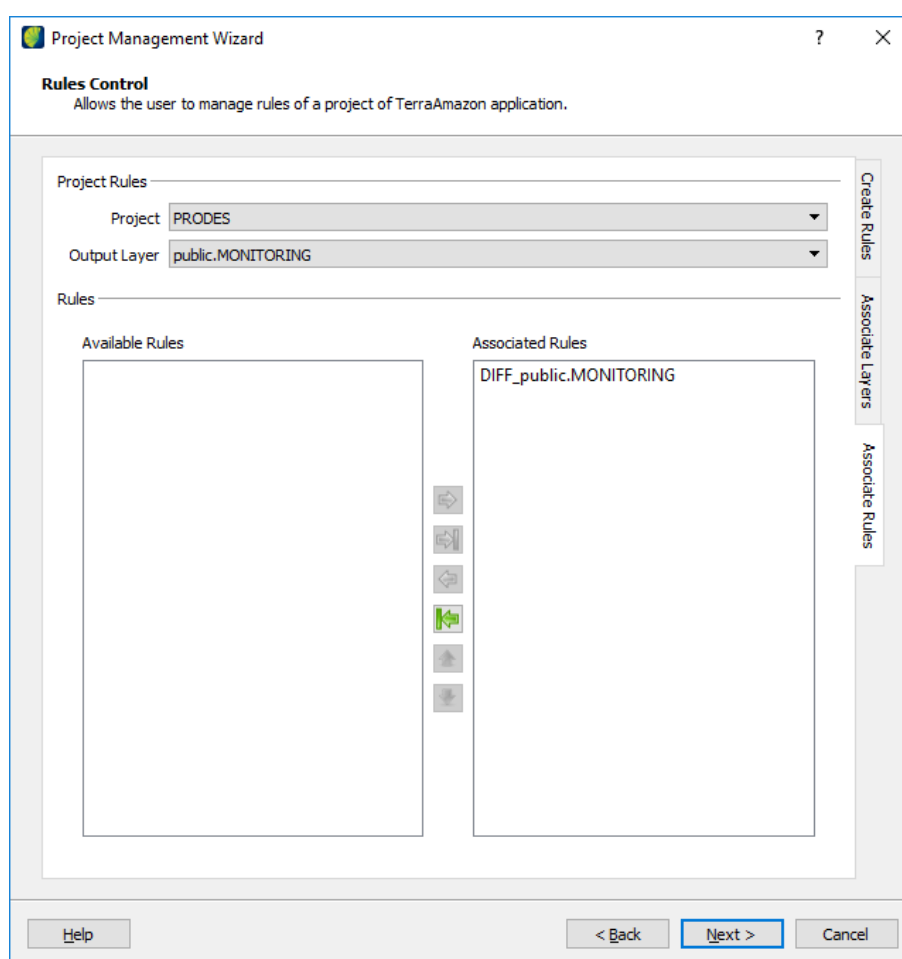 Project Management Wizard
?
Rules Control
Allows the user to manage rules of a project of TerraAmazon application.
Project Rules
Project PRODES
Output Layer public.MONITORING
Rules
Available Rules
Associated Rules
DIFF_public.MONITORING
Create Rules
Associate Layers
Associate Rules
Help
< Back
Next >
Cancel